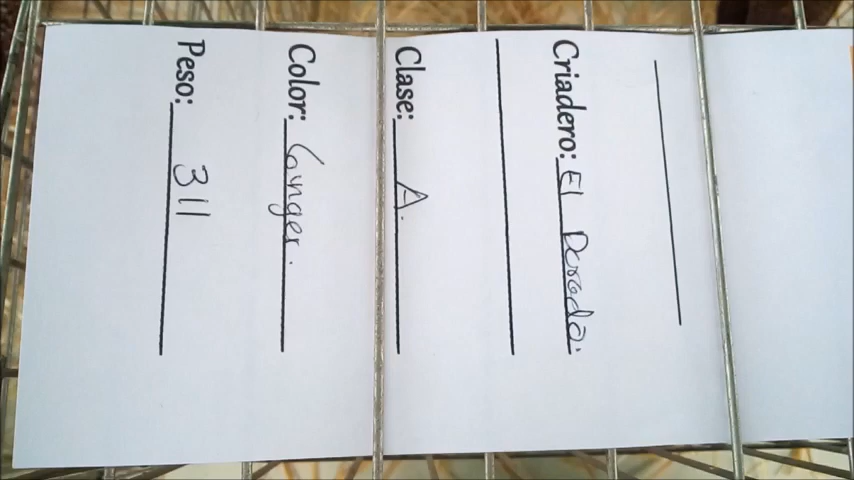 Criadero: El Dorado.
Clase: A.
Color: Ginger.
Peso: 311